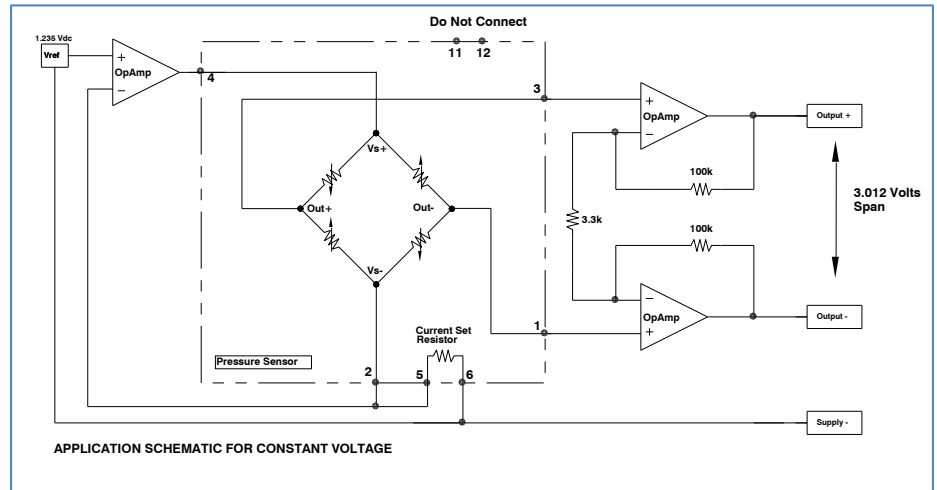 Do Not Connect
1.235 Vdc
Vref
+
OpAmp
−
4
11 12
3
+
OpAmp
−
Output +
Vs+
100k
Out+
Out-
3.3k
3.012 Volts
Span
100k
Vs-
−
OpAmp
+
Output -
1
Current Set
Resistor
Pressure Sensor
2
5
6
Supply -
APPLICATION SCHEMATIC FOR CONSTANT VOLTAGE